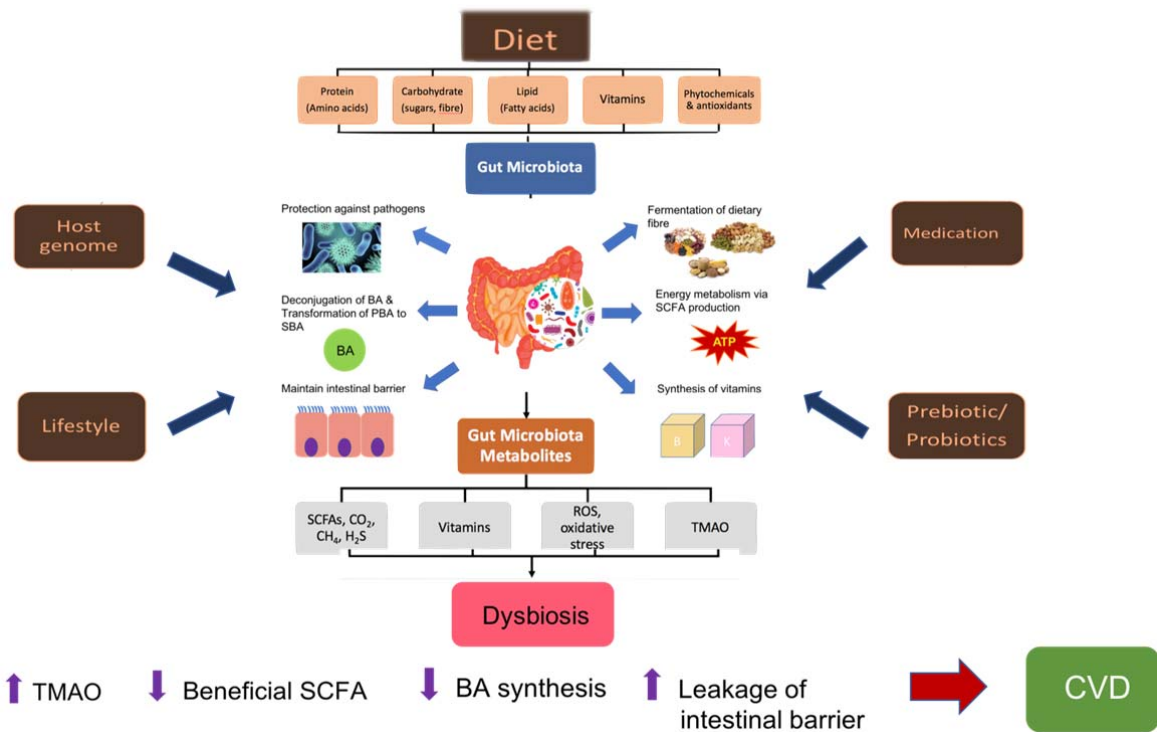 Diet
Protein
(Amino acids)
Carbohydrate
(sugars, fibre)
Lipid
(Fatty acids)
Vitamins
Phytochemicals
& antioxidants
Gut Microbiota
Host
genome
Lifestyle
Protection against pathogens
Deconjugation of BA &
Transformation of PBA to
SBA
BA
Maintain intestinal barrier
Fermentation of dietary
fibre
Energy metabolism via
SCFA production
ATP
Synthesis of vitamins
B
K
Medication
Prebiotic/
Probiotics
Gut Microbiota
Metabolites
SCFAs, CO₂,
CH₄, H₂S
Vitamins
ROS,
oxidative
stress
TMAO
Dysbiosis
TMAO
Beneficial SCFA
BA synthesis
Leakage of
intestinal barrier
CVD